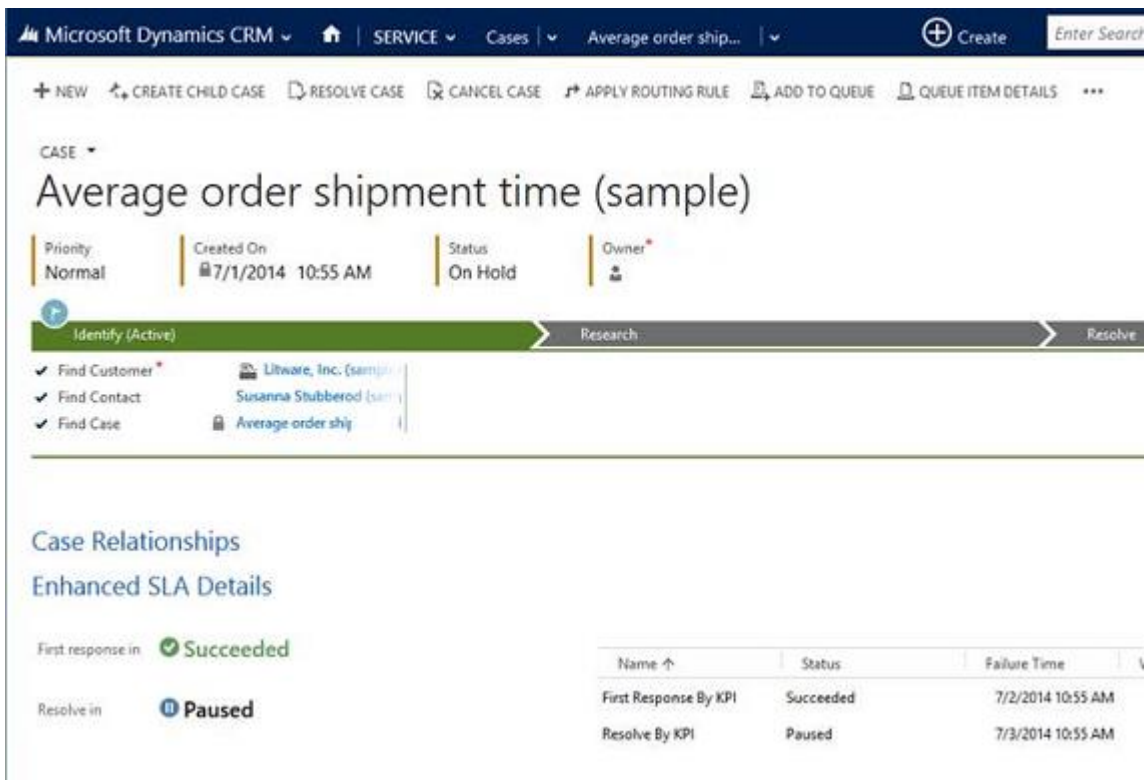 Microsoft Dynamics CRM SERVICE Cases Average order ship... Create Enter Search
NEW CREATE CHILD CASE RESOLVE CASE CANCEL CASE APPLY ROUTING RULE ADD TO QUEUE QUEUE ITEM DETAILS ...
CASE
Average order shipment time (sample)
Priority Created On Status Owner*
Normal 7/1/2014 10:55 AM On Hold
Identify (Active) Research Resolve
Find Customer* Litware, Inc. (sample
Find Contact Susanna Stubberod (sam
Find Case Average order ship
Case Relationships
Enhanced SLA Details
First response in Succeeded
Name Status Failure Time
First Response By KPI Succeeded 7/2/2014 10:55 AM
Resolve in Paused
Resolve By KPI Paused 7/3/2014 10:55 AM